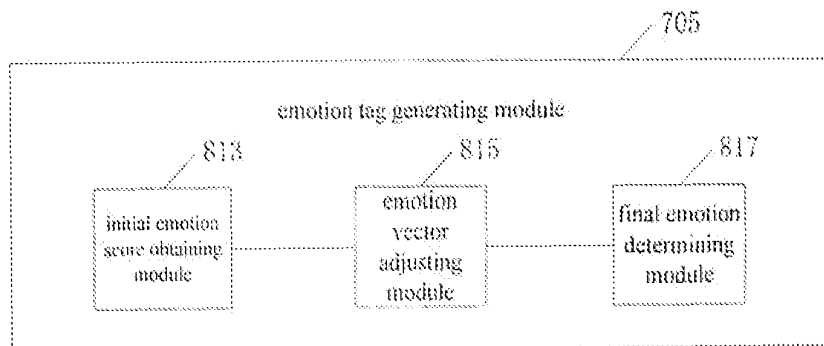 705
emotion tag generating module
813
815
817
initial emotion
score obtaining
module
emotion
vector
adjusting
module
final emotion
determining
module